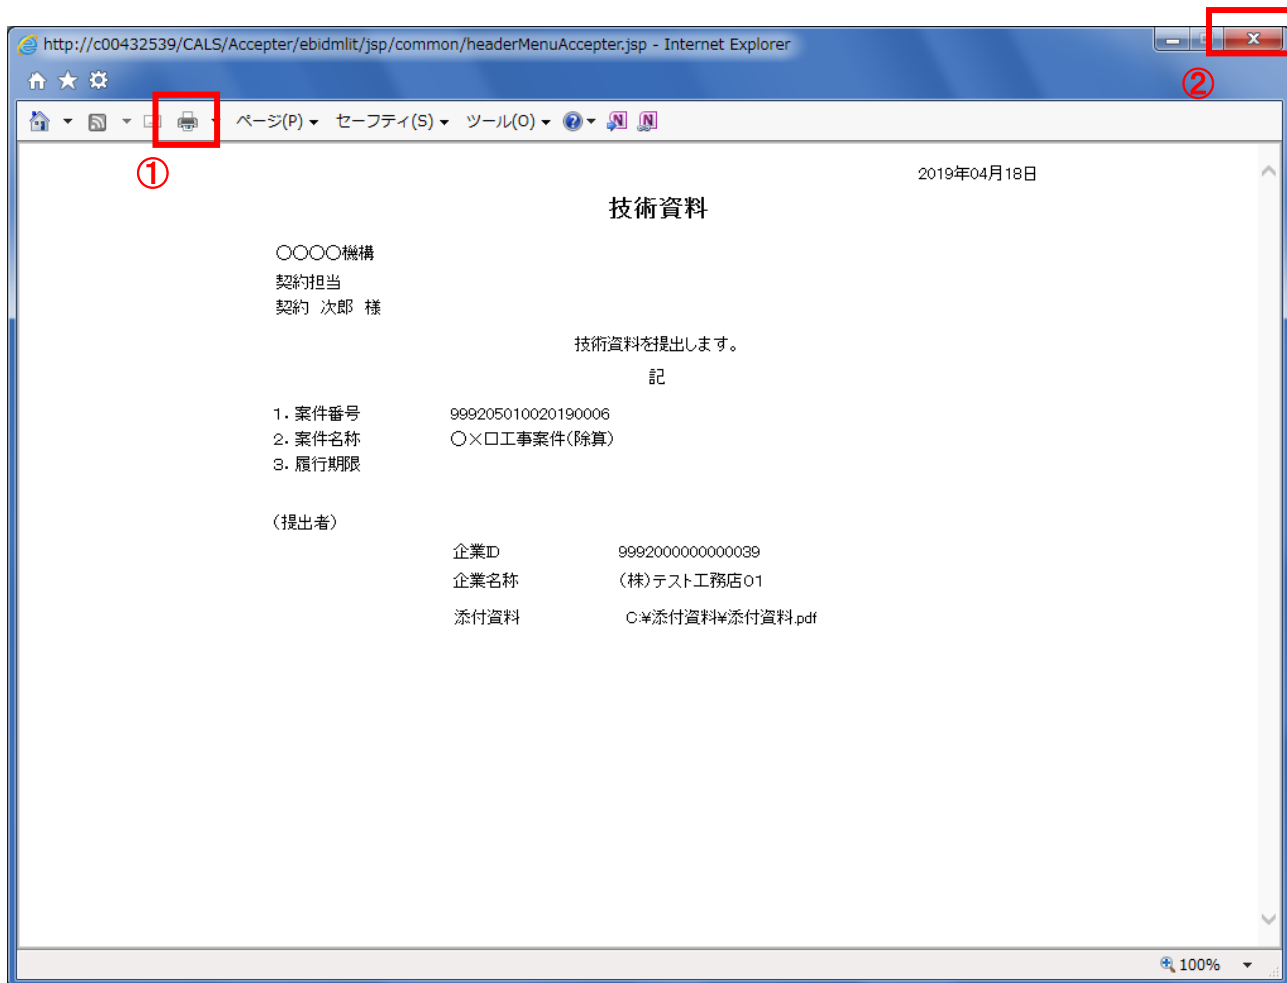 http://c00432539/CALS/Accepter/ebidmlit/jsp/common/headerMenuAccepter.jsp - Internet Explorer
②
ページ(P) セーフティ(S) ツール(O)
①
2019年04月18日
技術資料
○○○○機構
契約担当
契約 次郎 様
技術資料を提出します。
記
1. 案件番号 999205010020190006
2. 案件名称 ○×口工事案件(除算)
3. 履行期限
(提出者)
企業ID 9992000000000039
企業名称 (株)テスト工務店01
添付資料 C:¥添付資料¥添付資料.pdf
100%